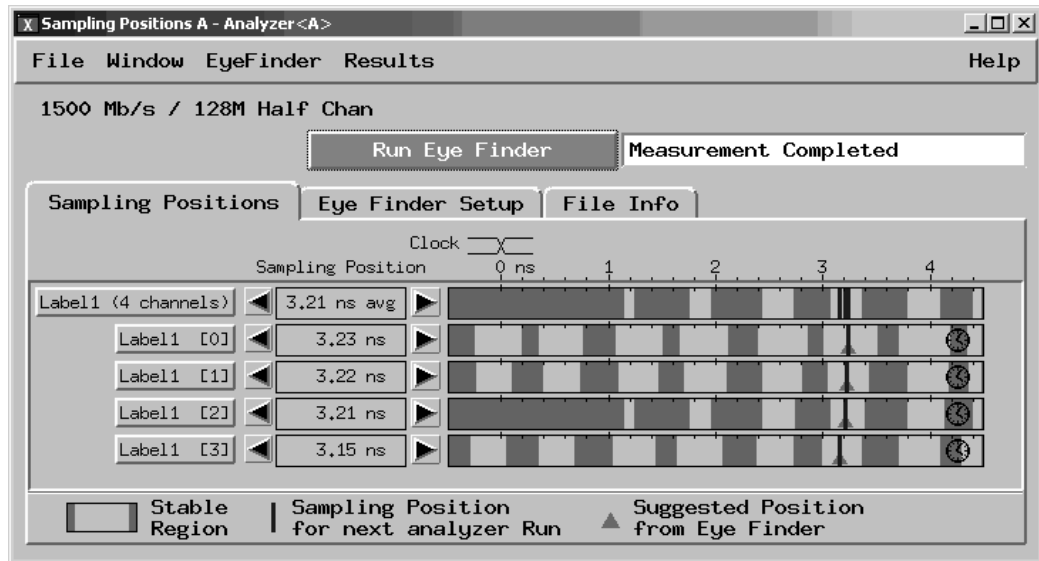 X Sampling Positions A - Analyzer<A>
File Window EyeFinder Results Help
1500 Mb/s / 128M Half Chan
Run Eye Finder Measurement Completed
Sampling Positions Eye Finder Setup File Info
Clock
Sampling Position 0 ns 1 2 3 4
Label1 (4 channels) 3.21 ns avg
Label1 [0] 3.23 ns
Label1 [1] 3.22 ns
Label1 [2] 3.21 ns
Label1 [3] 3.15 ns
Stable Sampling Position Suggested Position
Region for next analyzer Run from Eye Finder